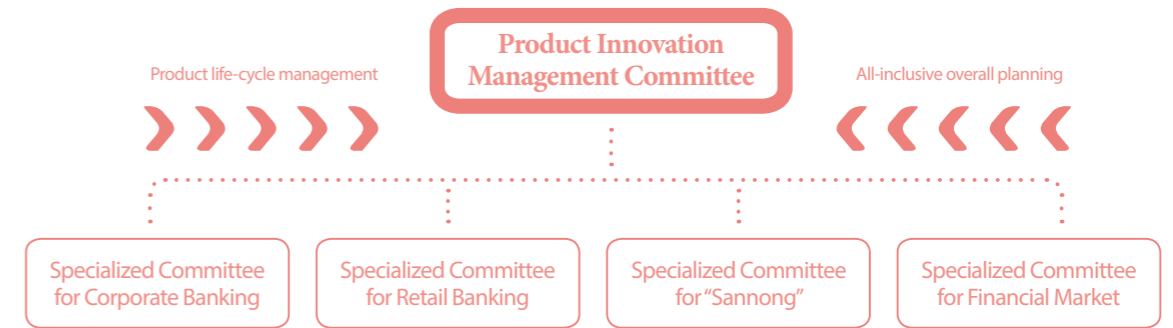 Product Innovation
Management Committee
Product life-cycle management
All-inclusive overall planning
Specialized Committee
for Corporate Banking
Specialized Committee
for Retail Banking
Specialized Committee
for “Sannong”
Specialized Committee
for Financial Market